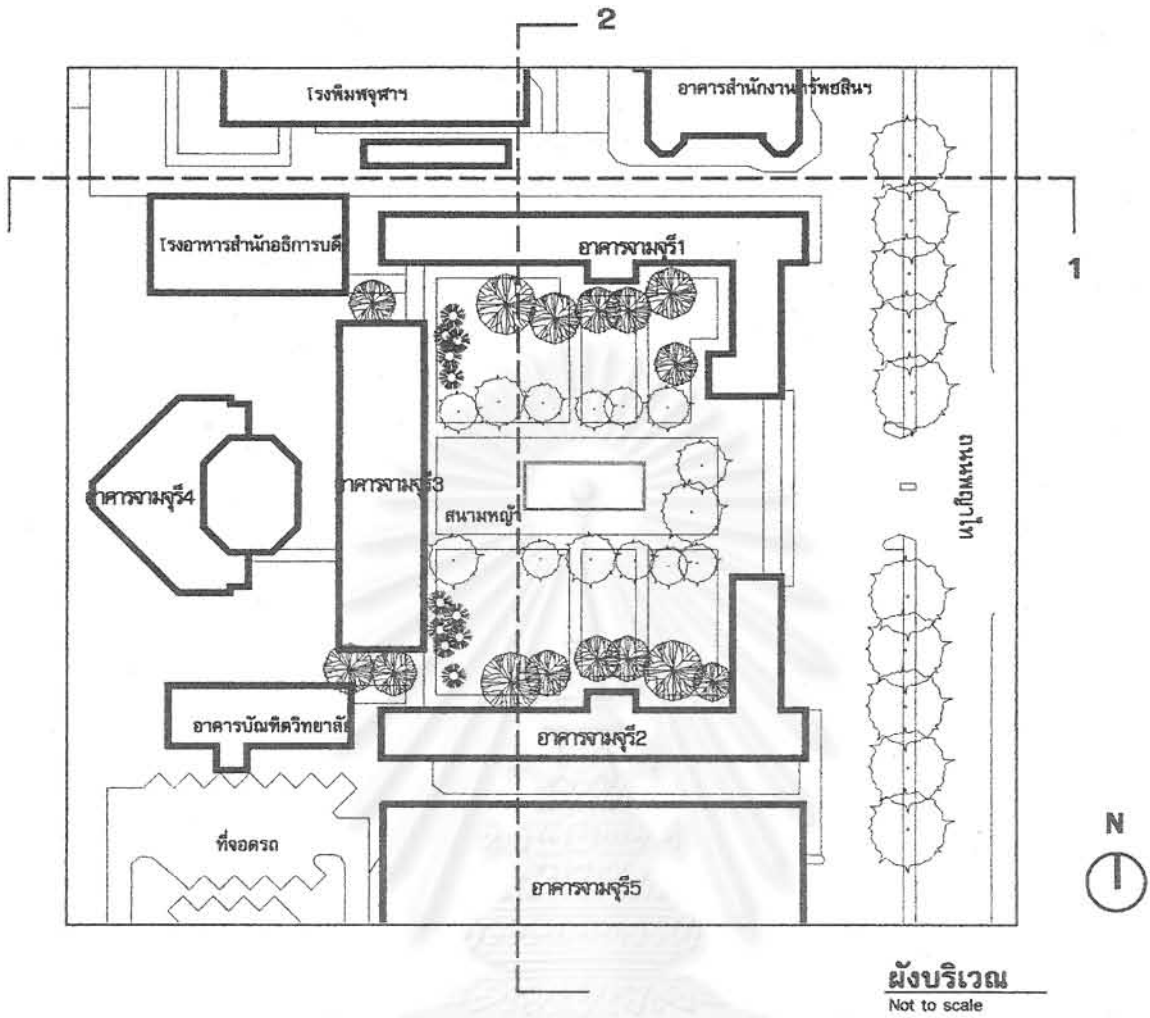 2
โรงพิมพ์จุฬาฯ
อาคารสำนักงานทรัพย์สินฯ
โรงอาหารสำนักอธิการบดี
อาคารจามจุรี1
1
อาคารจามจุรี4
อาคารจามจุรี3
สนามหญ้า
ถนนพญาไท
อาคารบัณฑิตวิทยาลัย
อาคารจามจุรี2
ที่จอดรถ
อาคารจามจุรี5
N
ผังบริเวณ
Not to scale